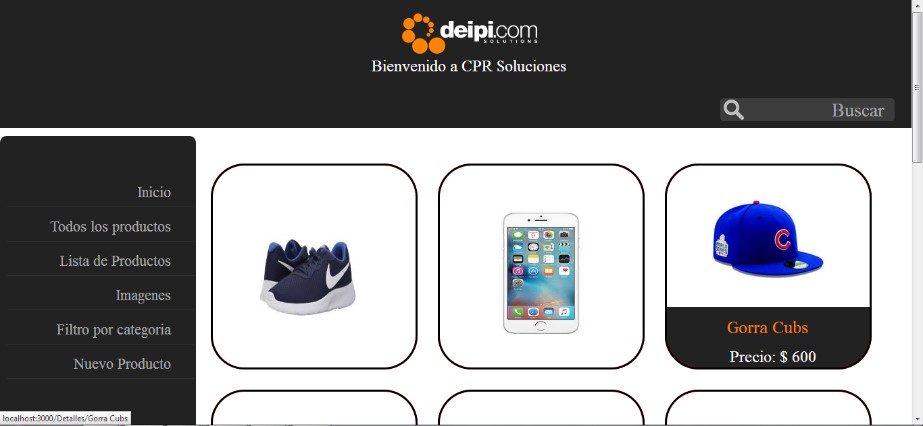 deipi.com
SOLUTIONS
Bienvenido a CPR Soluciones
Buscar
Inicio
Todos los productos
Lista de Productos
Imagenes
Filtro por categoria
Nuevo Producto
C
Gorra Cubs
Precio: $ 600
localhost:3000/Detalles/Gorra Cubs